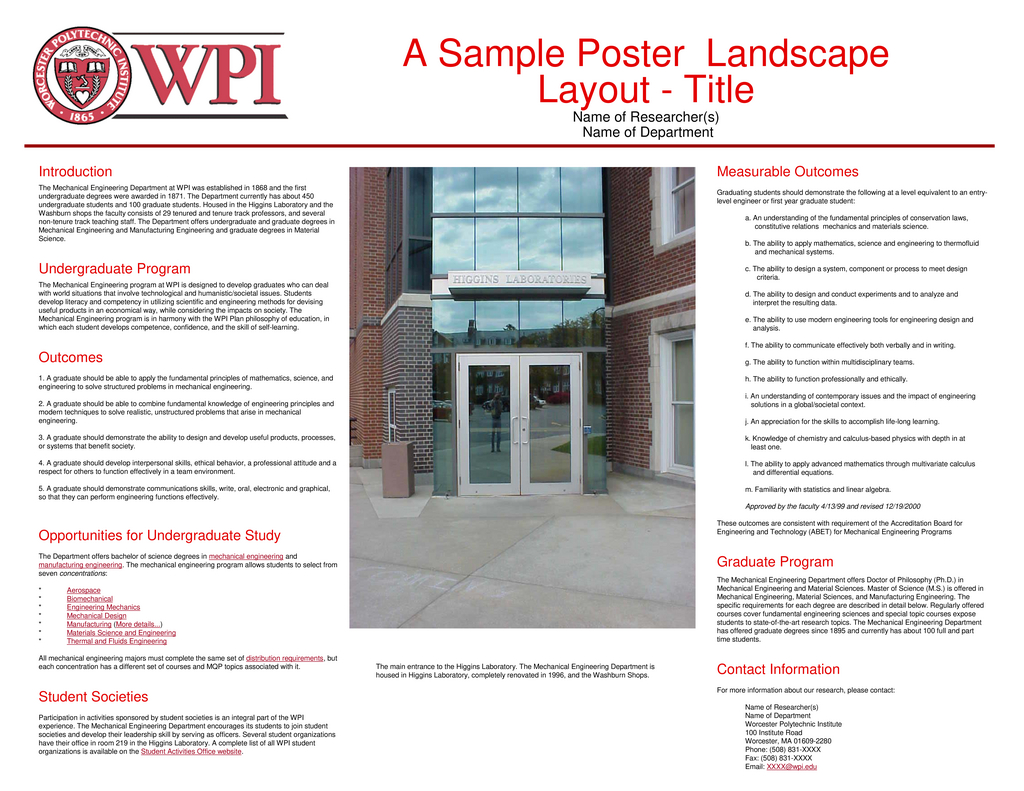 WORCESTER POLYTECHNIC INSTITUTE
1865
WPI
A Sample Poster Landscape
Layout - Title
Name of Researcher(s)
Name of Department
Introduction
The Mechanical Engineering Department at WPI was established in 1868 and the first
undergraduate degrees were awarded in 1871. The Department currently has about 450
undergraduate students and 100 graduate students. Housed in the Higgins Laboratory and the
Washburn shops the faculty consists of 29 tenured and tenure track professors, and several
non-tenure track teaching staff. The Department offers undergraduate and graduate degrees in
Mechanical Engineering and Manufacturing Engineering and graduate degrees in Material
Science.
Undergraduate Program
The Mechanical Engineering program at WPI is designed to develop graduates who can deal
with world situations that involve technological and humanistic/societal issues. Students
develop literacy and competency in utilizing scientific and engineering methods for devising
useful products in an economical way, while considering the impacts on society. The
Mechanical Engineering program is in harmony with the WPI Plan philosophy of education, in
which each student develops competence, confidence, and the skill of self-learning.
Outcomes
1. A graduate should be able to apply the fundamental principles of mathematics, science, and
engineering to solve structured problems in mechanical engineering.
2. A graduate should be able to combine fundamental knowledge of engineering principles and
modern techniques to solve realistic, unstructured problems that arise in mechanical
engineering.
3. A graduate should demonstrate the ability to design and develop useful products, processes,
or systems that benefit society.
4. A graduate should develop interpersonal skills, ethical behavior, a professional attitude and a
respect for others to function effectively in a team environment.
5. A graduate should demonstrate communications skills, write, oral, electronic and graphical,
so that they can perform engineering functions effectively.
Opportunities for Undergraduate Study
The Department offers bachelor of science degrees in mechanical engineering and
manufacturing engineering. The mechanical engineering program allows students to select from
seven concentrations:
* Aerospace
* Biomechanical
* Engineering Mechanics
* Mechanical Design
* Manufacturing (More details...)
* Materials Science and Engineering
* Thermal and Fluids Engineering
All mechanical engineering majors must complete the same set of distribution requirements, but
each concentration has a different set of courses and MQP topics associated with it.
Student Societies
Participation in activities sponsored by student societies is an integral part of the WPI
experience. The Mechanical Engineering Department encourages its students to join student
societies and develop their leadership skill by serving as officers. Several student organizations
have their office in room 219 in the Higgins Laboratory. A complete list of all WPI student
organizations is available on the Student Activities Office website.
HIGGINS LABORATORIES
The main entrance to the Higgins Laboratory. The Mechanical Engineering Department is
housed in Higgins Laboratory, completely renovated in 1996, and the Washburn Shops.
Measurable Outcomes
Graduating students should demonstrate the following at a level equivalent to an entry-
level engineer or first year graduate student:
a. An understanding of the fundamental principles of conservation laws,
constitutive relations mechanics and materials science.
b. The ability to apply mathematics, science and engineering to thermofluid
and mechanical systems.
c. The ability to design a system, component or process to meet design
criteria.
d. The ability to design and conduct experiments and to analyze and
interpret the resulting data.
e. The ability to use modern engineering tools for engineering design and
analysis.
f. The ability to communicate effectively both verbally and in writing.
g. The ability to function within multidisciplinary teams.
h. The ability to function professionally and ethically.
i. An understanding of contemporary issues and the impact of engineering
solutions in a global/societal context.
j. An appreciation for the skills to accomplish life-long learning.
k. Knowledge of chemistry and calculus-based physics with depth in at
least one.
l. The ability to apply advanced mathematics through multivariate calculus
and differential equations.
m. Familiarity with statistics and linear algebra.
Approved by the faculty 4/13/99 and revised 12/19/2000
These outcomes are consistent with requirement of the Accreditation Board for
Engineering and Technology (ABET) for Mechanical Engineering Programs
Graduate Program
The Mechanical Engineering Department offers Doctor of Philosophy (Ph.D.) in
Mechanical Engineering and Material Sciences. Master of Science (M.S.) is offered in
Mechanical Engineering, Material Sciences, and Manufacturing Engineering. The
specific requirements for each degree are described in detail below. Regularly offered
courses cover fundamental engineering sciences and special topic courses expose
students to state-of-the-art research topics. The Mechanical Engineering Department
has offered graduate degrees since 1895 and currently has about 100 full and part
time students.
Contact Information
For more information about our research, please contact:
Name of Researcher(s)
Name of Department
Worcester Polytechnic Institute
100 Institute Road
Worcester, MA 01609-2280
Phone: (508) 831-XXXX
Fax: (508) 831-XXXX
Email: XXXX@wpi.edu